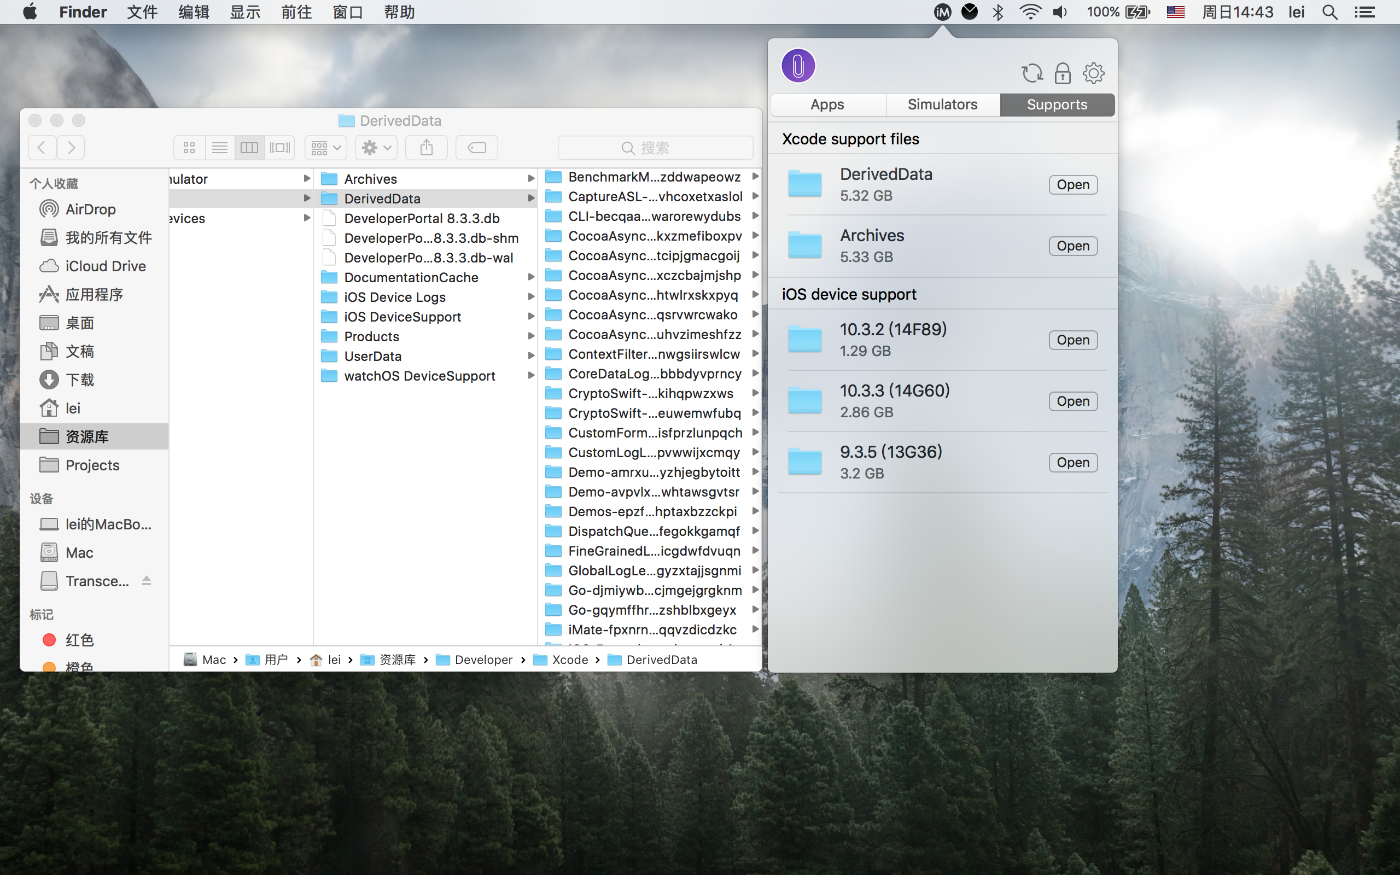 Finder 文件 编辑 显示 前往 窗口 帮助
iM 100% 周日14:43 lei
DerivedData
搜索
个人收藏
AirDrop
我的所有文件
iCloud Drive
应用程序
桌面
文稿
下载
lei
资源库
Projects
设备
lei的MacBo...
Mac
Transce...
标记
红色
橙色
nulator
evices
Archives
DerivedData
DeveloperPortal 8.3.3.db
DeveloperPo...8.3.3.db-shm
DeveloperPo...8.3.3.db-wal
DocumentationCache
iOS Device Logs
iOS DeviceSupport
Products
UserData
watchOS DeviceSupport
BenchmarkM...zddwapeowz
CaptureASL-...vhcoxetxaslol
CLI-becqaa...warorewydubs
CocoaAsync...kxzmefiboxpv
CocoaAsync...tcipjgmacgoij
CocoaAsync...xczcbajmjshp
CocoaAsync...htwlrxskxpyq
CocoaAsync...qsrvwrcwako
CocoaAsync...uhvzimeshfzz
ContextFilter...nwgsiirswlcw
CoreDataLog...bbbdyvprncy
CryptoSwift-...kihqpwzxws
CryptoSwift-...euwemwfubq
CustomForm...isfprzlunpqch
CustomLogL...pvwwijxcmqy
Demo-amrxu...yzhjegbytoitt
Demo-avpvlx...whtawsgvtsr
Demos-epzf...hptaxbzzckpi
DispatchQue...fegokkgamqf
FineGrainedL...icgdwfdvuqn
GlobalLogLe...gyzxtajjsgnmi
Go-djmiywb...cjmgejgrgknm
Go-gqymffhr...zshblbxgeyx
iMate-fpxnrn...qqvzdicdzkc
Mac › 用户 › lei › 资源库 › Developer › Xcode › DerivedData
Apps Simulators Supports
Xcode support files
DerivedData
5.32 GB
Open
Archives
5.33 GB
Open
iOS device support
10.3.2 (14F89)
1.29 GB
Open
10.3.3 (14G60)
2.86 GB
Open
9.3.5 (13G36)
3.2 GB
Open